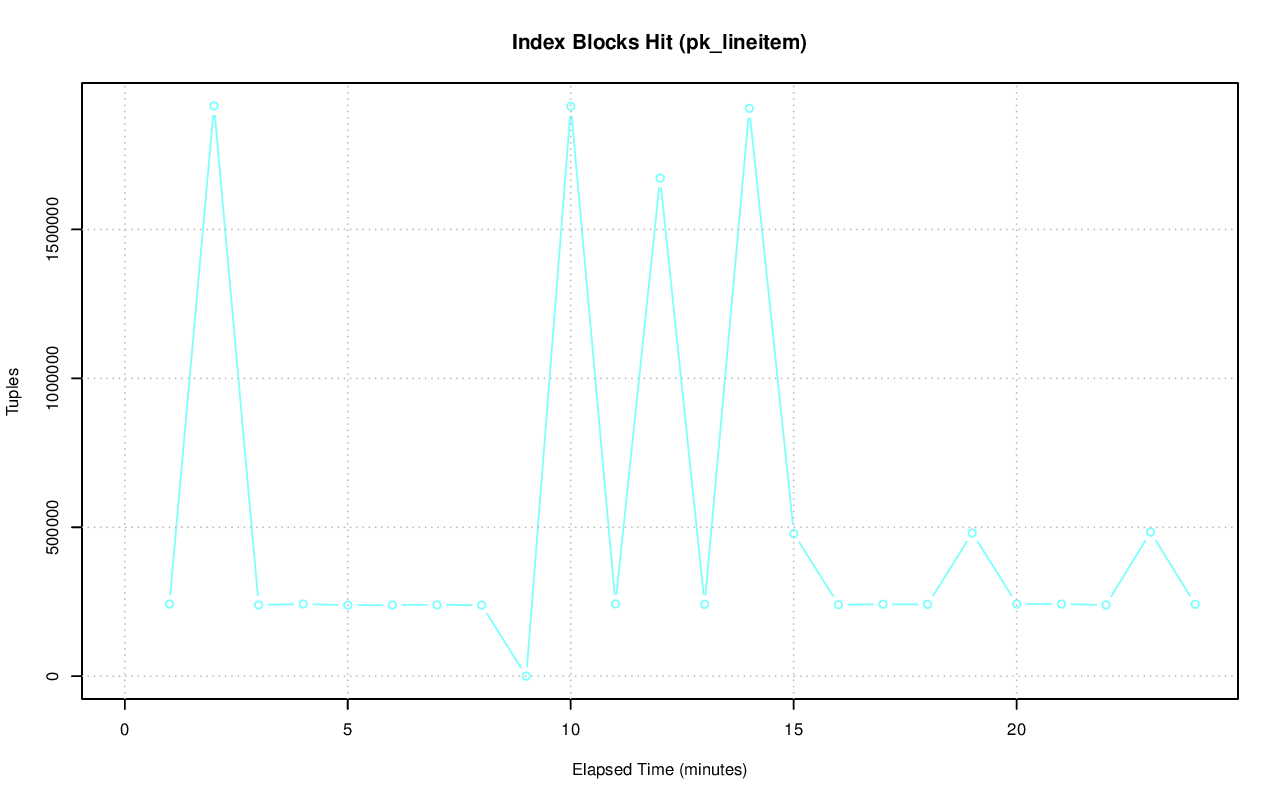 Index Blocks Hit (pk_lineitem)
Tuples
1500000
1000000
500000
0
0 5 10 15 20
Elapsed Time (minutes)